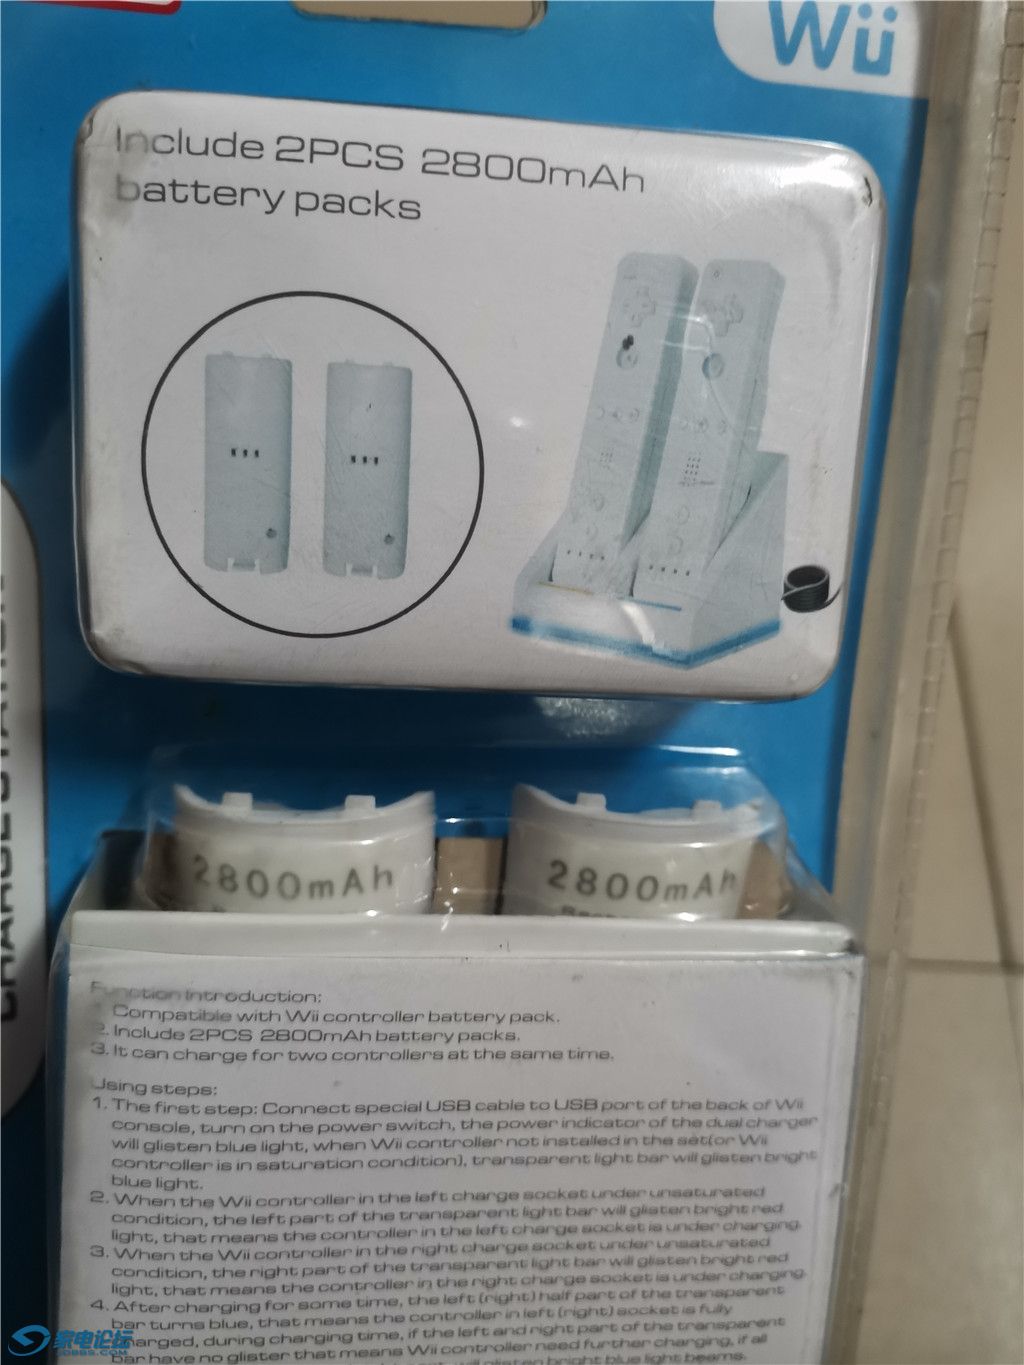 Wii
Include 2PCS 2800mAh
battery packs
2800mAh
2800mAh
Function Introduction:
Compatible with Wii controller battery pack.
2. Include 2PCS 2800mAh battery packs.
3. It can charge for two controllers at the same time.
Using steps:
1. The first step: Connect special USB cable to USB port of the back of Wii
console, turn on the power switch, the power indicator of the dual charger
will glisten blue light, when Wii controller not installed in the set(or Wii
controller is in saturation condition), transparent light bar will glisten bright
blue light.
2. When the Wii controller in the left charge socket under unsaturated
condition, the left part of the transparent light bar will glisten bright red
light, that means the controller in the left charge socket is under charging.
3. When the Wii controller in the right charge socket under unsaturated
condition, the right part of the transparent light bar will glisten bright red
light, that means the controller in the right charge socket is under charging.
4. After charging for some time, the left (right) half part of the transparent
bar turns blue, that means the controller in left (right) socket is fully
charged, during charging time, if the left and right part of the transparent
bar have no glister that means Wii controller need further charging, if all
will glisten bright blue light beams.
家电论坛